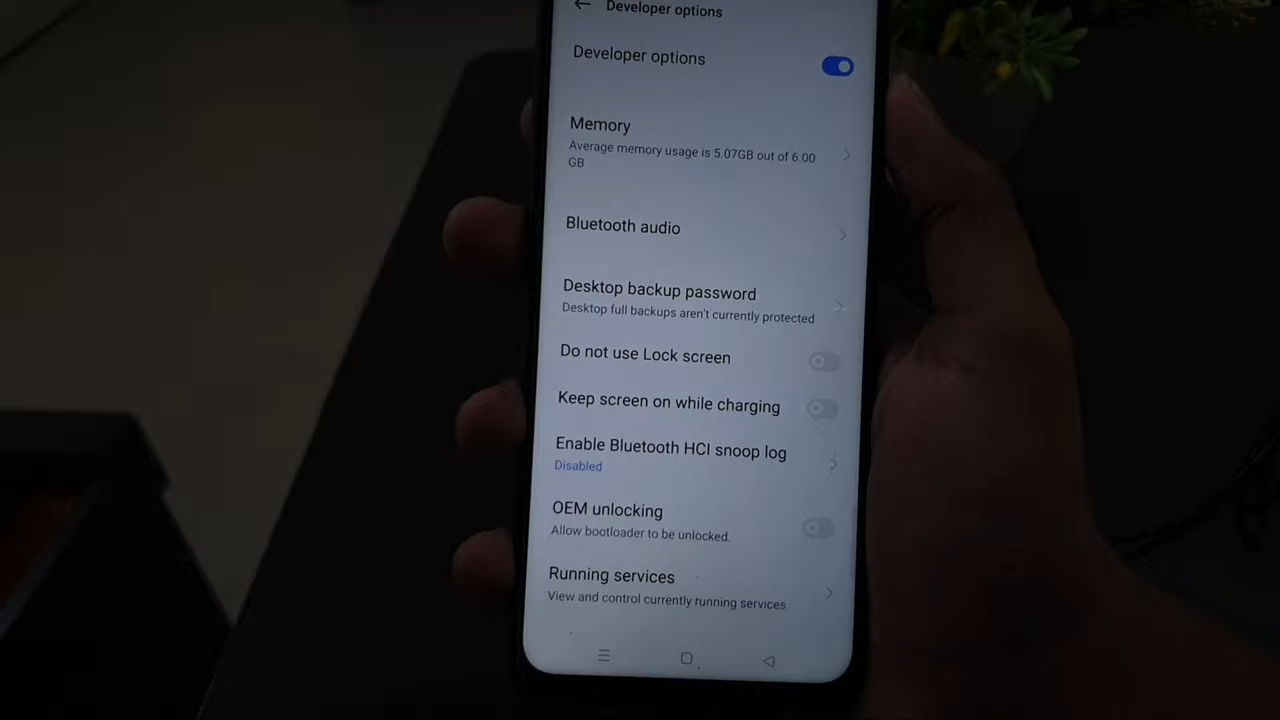 Developer options
Developer options
Memory
Average memory usage is 5.07GB out of 6.00
GB
Bluetooth audio
Desktop backup password
Desktop full backups aren't currently protected
Do not use Lock screen
Keep screen on while charging
Enable Bluetooth HCI snoop log
Disabled
OEM unlocking
Allow bootloader to be unlocked.
Running services
View and control currently running services